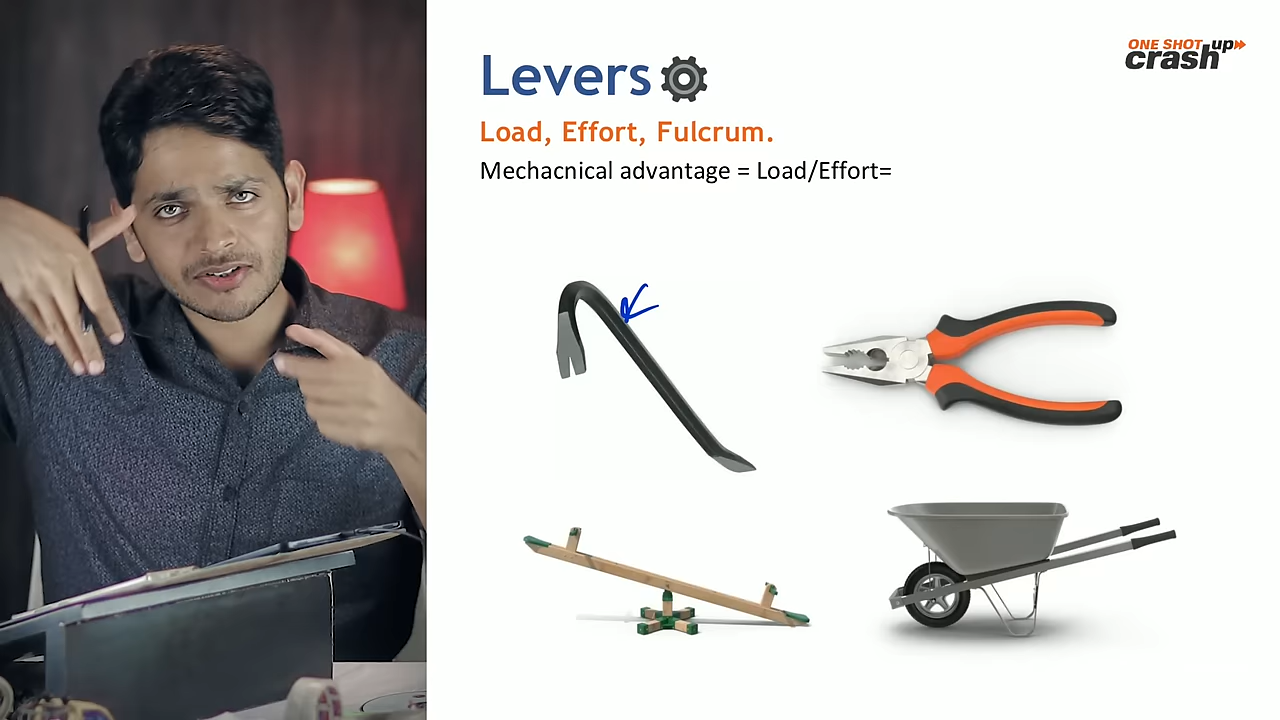 ONE SHOT
crash up
Levers
Load, Effort, Fulcrum.
Mechacnical advantage = Load/Effort=